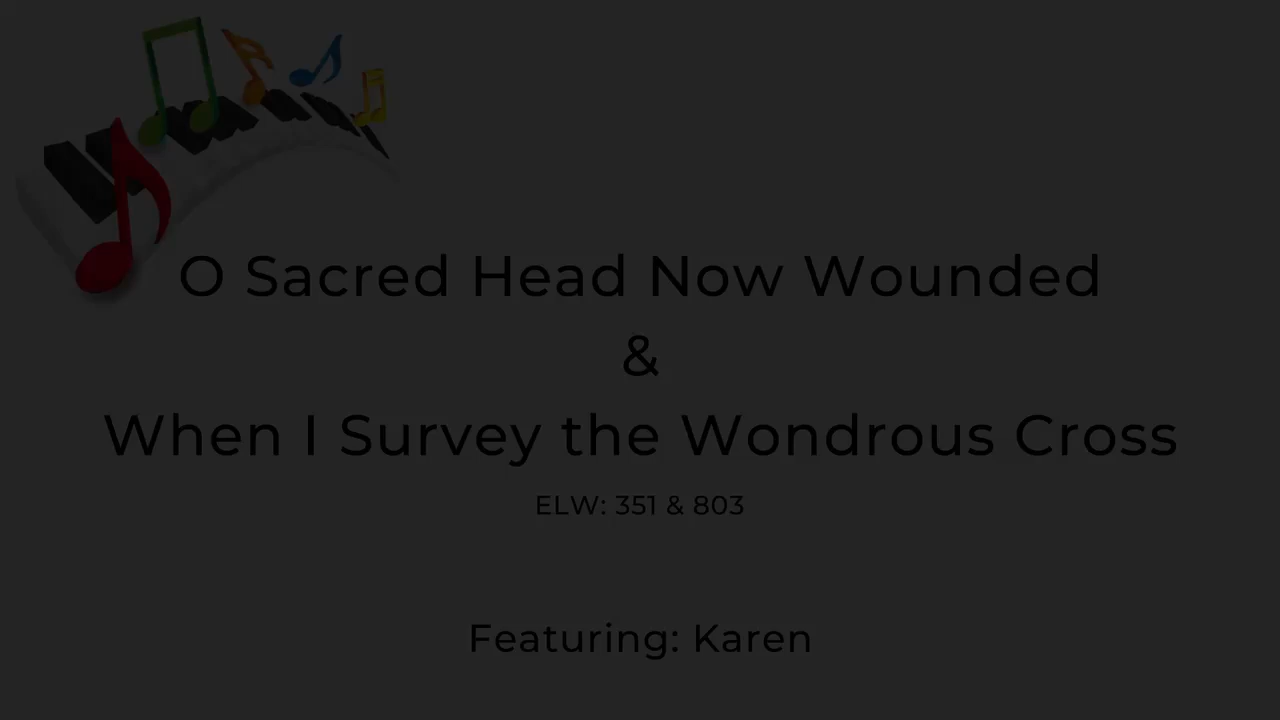 O Sacred Head Now Wounded
&
When I Survey the Wondrous Cross
ELW: 351 & 803
Featuring: Karen